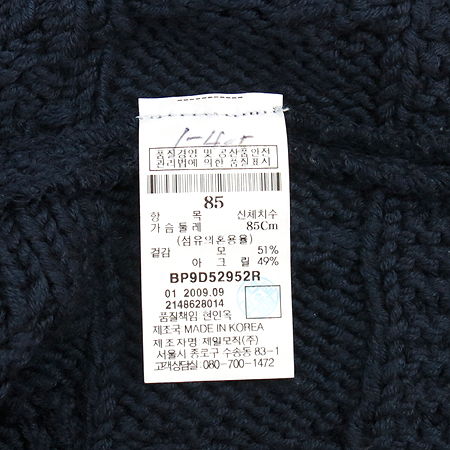 품질경영 및 공산품안전
관리법에 의한 품질표시
85
항 목 신체치수
가슴둘레 85Cm
(섬유의혼용율)
겉감 모 51%
아크릴 49%
BP9D52952R
01 2009.09
2148628014
품질책임 현인옥
제조국 MADE IN KOREA
제조자명 제일모직(주)
서울시 종로구 수송동 83-1
고객상담실 : 080-700-1472